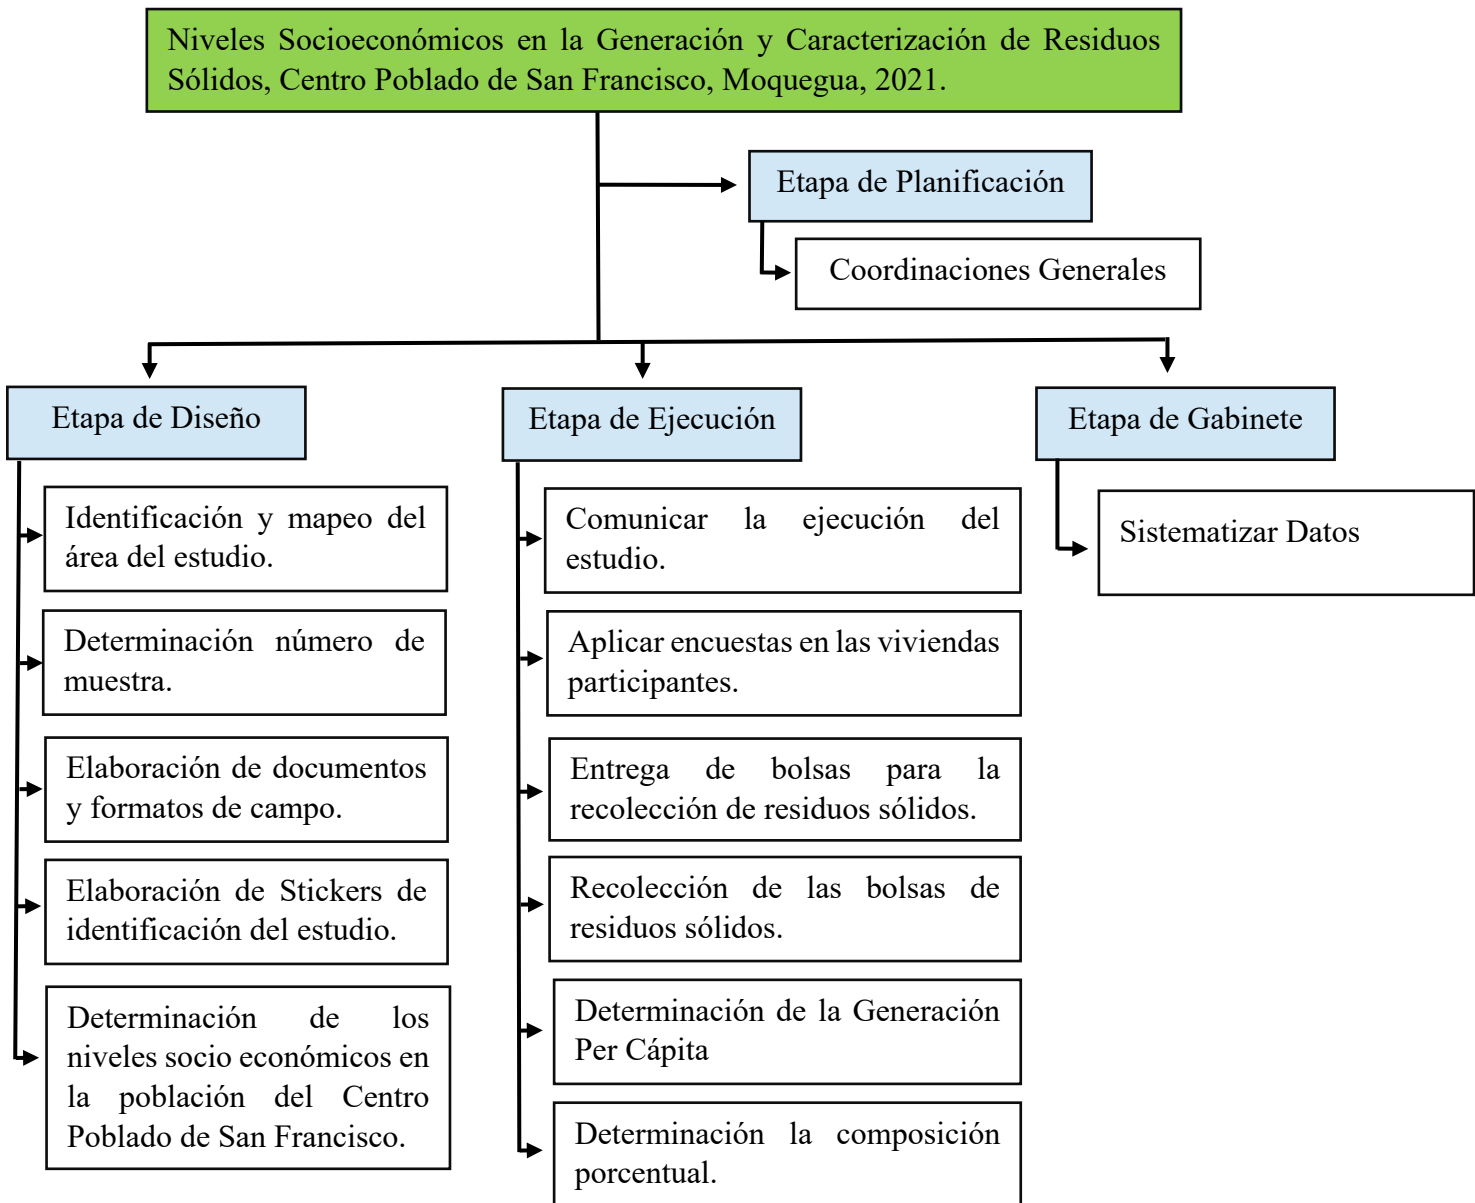 Niveles Socioeconómicos en la Generación y Caracterización de Residuos
Sólidos, Centro Poblado de San Francisco, Moquegua, 2021.
Etapa de Planificación
Coordinaciones Generales
Etapa de Diseño
Identificación y mapeo del
área del estudio.
Determinación número de
muestra.
Elaboración de documentos
y formatos de campo.
Elaboración de Stickers de
identificación del estudio.
Determinación de los
niveles socio económicos en
la población del Centro
Poblado de San Francisco.
Etapa de Ejecución
Comunicar la ejecución del
estudio.
Aplicar encuestas en las viviendas
participantes.
Entrega de bolsas para la
recolección de residuos sólidos.
Recolección de las bolsas de
residuos sólidos.
Determinación de la Generación
Per Cápita
Determinación la composición
porcentual.
Etapa de Gabinete
Sistematizar Datos